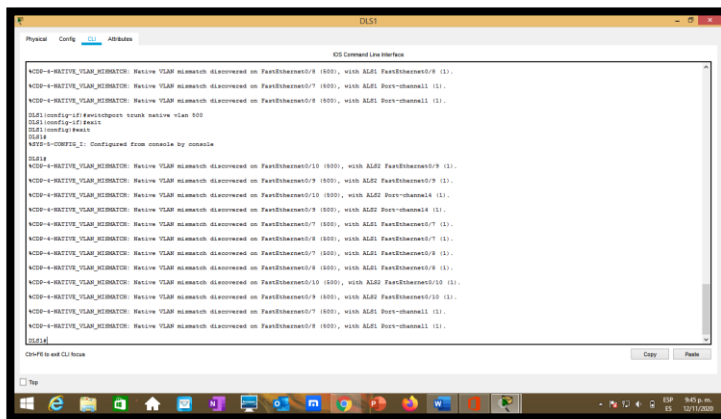 DLS1
Physical Config CLI Attributes
IOS Command Line Interface
%CDP-4-NATIVE_VLAN_MISMATCH: Native VLAN mismatch discovered on FastEthernet0/8 (500), with ALS1 FastEthernet0/8 (1).
%CDP-4-NATIVE_VLAN_MISMATCH: Native VLAN mismatch discovered on FastEthernet0/7 (500), with ALS1 Port-channel1 (1).
%CDP-4-NATIVE_VLAN_MISMATCH: Native VLAN mismatch discovered on FastEthernet0/8 (500), with ALS1 Port-channel1 (1).
DLS1(config-if)#switchport trunk native vlan 500
DLS1(config-if)#exit
DLS1(config)#exit
DLS1#
%SYS-5-CONFIG_I: Configured from console by console
DLS1#
%CDP-4-NATIVE_VLAN_MISMATCH: Native VLAN mismatch discovered on FastEthernet0/10 (500), with ALS2 FastEthernet0/9 (1).
%CDP-4-NATIVE_VLAN_MISMATCH: Native VLAN mismatch discovered on FastEthernet0/9 (500), with ALS2 FastEthernet0/9 (1).
%CDP-4-NATIVE_VLAN_MISMATCH: Native VLAN mismatch discovered on FastEthernet0/10 (500), with ALS2 Port-channel4 (1).
%CDP-4-NATIVE_VLAN_MISMATCH: Native VLAN mismatch discovered on FastEthernet0/9 (500), with ALS2 Port-channel4 (1).
%CDP-4-NATIVE_VLAN_MISMATCH: Native VLAN mismatch discovered on FastEthernet0/7 (500), with ALS1 FastEthernet0/7 (1).
%CDP-4-NATIVE_VLAN_MISMATCH: Native VLAN mismatch discovered on FastEthernet0/8 (500), with ALS1 FastEthernet0/7 (1).
%CDP-4-NATIVE_VLAN_MISMATCH: Native VLAN mismatch discovered on FastEthernet0/7 (500), with ALS1 FastEthernet0/8 (1).
%CDP-4-NATIVE_VLAN_MISMATCH: Native VLAN mismatch discovered on FastEthernet0/8 (500), with ALS1 FastEthernet0/8 (1).
%CDP-4-NATIVE_VLAN_MISMATCH: Native VLAN mismatch discovered on FastEthernet0/10 (500), with ALS2 FastEthernet0/10 (1).
%CDP-4-NATIVE_VLAN_MISMATCH: Native VLAN mismatch discovered on FastEthernet0/9 (500), with ALS2 FastEthernet0/10 (1).
%CDP-4-NATIVE_VLAN_MISMATCH: Native VLAN mismatch discovered on FastEthernet0/7 (500), with ALS1 Port-channel1 (1).
%CDP-4-NATIVE_VLAN_MISMATCH: Native VLAN mismatch discovered on FastEthernet0/8 (500), with ALS1 Port-channel1 (1).
DLS1#
Ctrl+F6 to exit CLI focus
Copy Paste
Top
ESP 9:45 p. m.
ES 12/11/2020